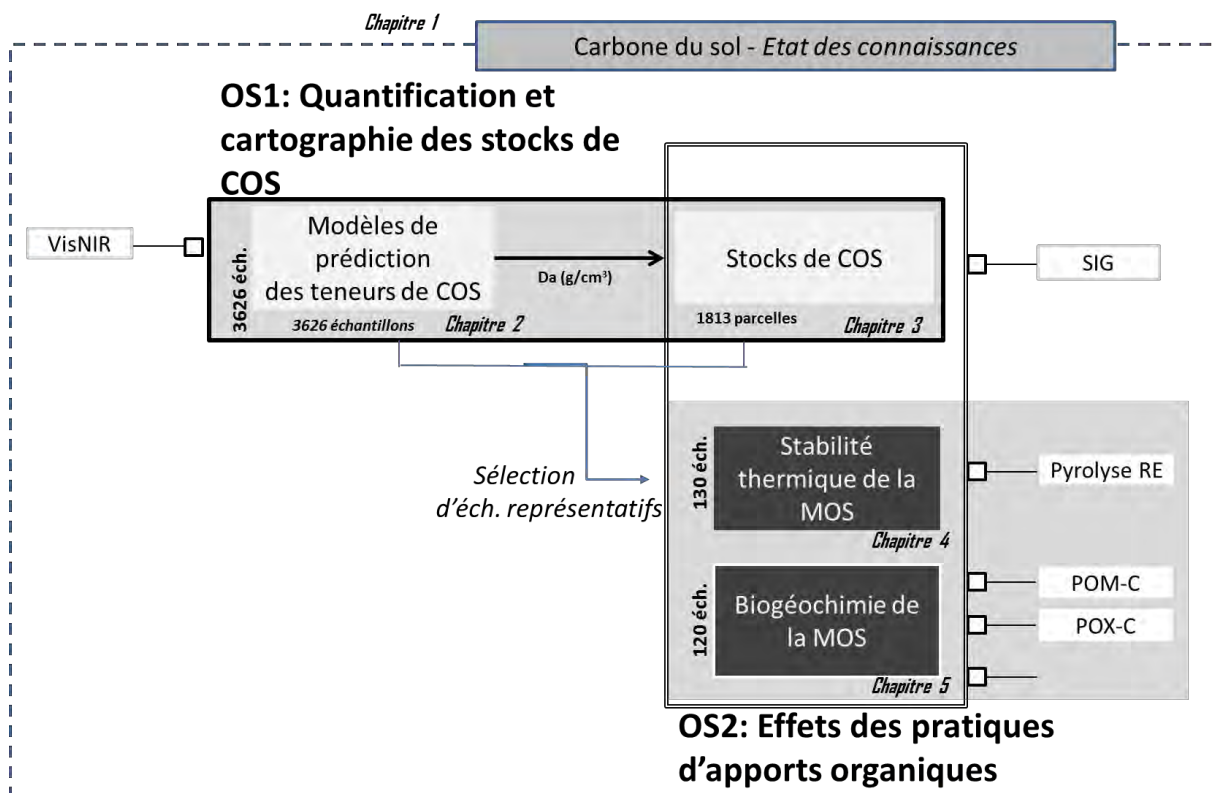 Chapitre 1
Carbone du sol - Etat des connaissances
OS1: Quantification et
cartographie des stocks de
COS
VisNIR
3626 éch.
Modèles de
prédiction
des teneurs de COS
3626 échantillons
Chapitre 2
Da (g/cm³)
Stocks de COS
1813 parcelles
Chapitre 3
SIG
Sélection
d'éch. représentatifs
130 éch.
Stabilité
thermique de la
MOS
Chapitre 4
Pyrolyse RE
120 éch.
Biogéochimie de
la MOS
Chapitre 5
POM-C
POX-C
OS2: Effets des pratiques
d'apports organiques